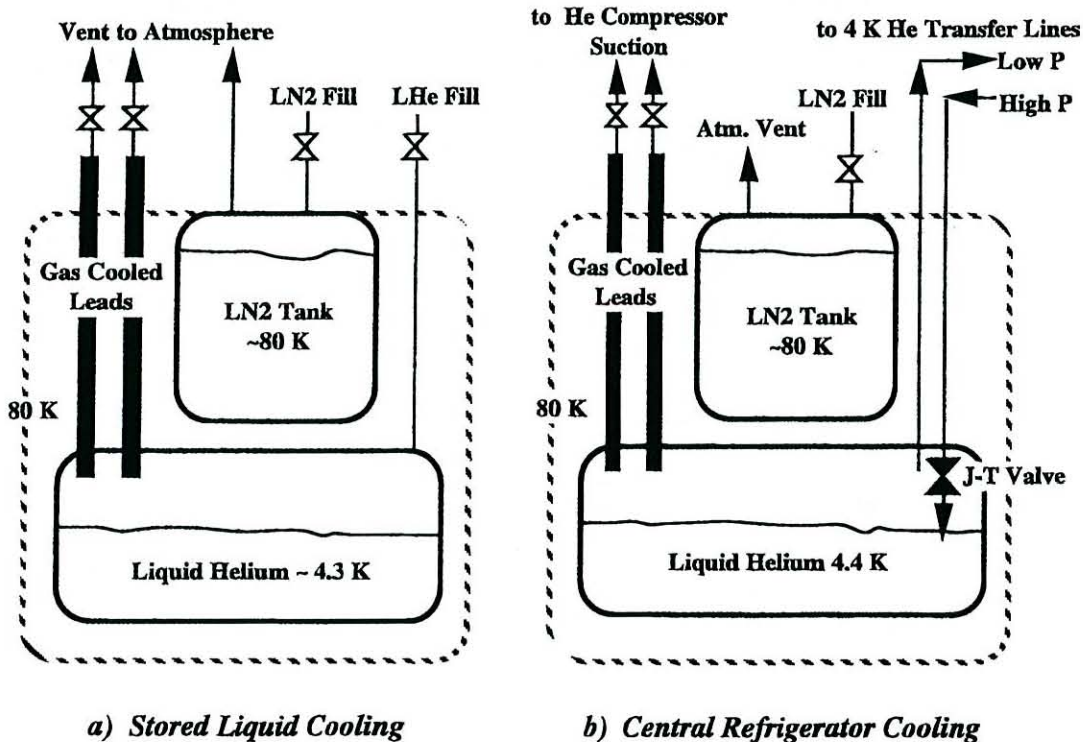 Vent to Atmosphere
LN2 Fill
LHe Fill
Gas Cooled
Leads
LN2 Tank
~80 K
80 K
Liquid Helium ~ 4.3 K
a) Stored Liquid Cooling
to He Compressor
Suction
to 4 K He Transfer Lines
Low P
High P
LN2 Fill
Atm. Vent
Gas Cooled
Leads
LN2 Tank
~80 K
80 K
J-T Valve
Liquid Helium 4.4 K
b) Central Refrigerator Cooling